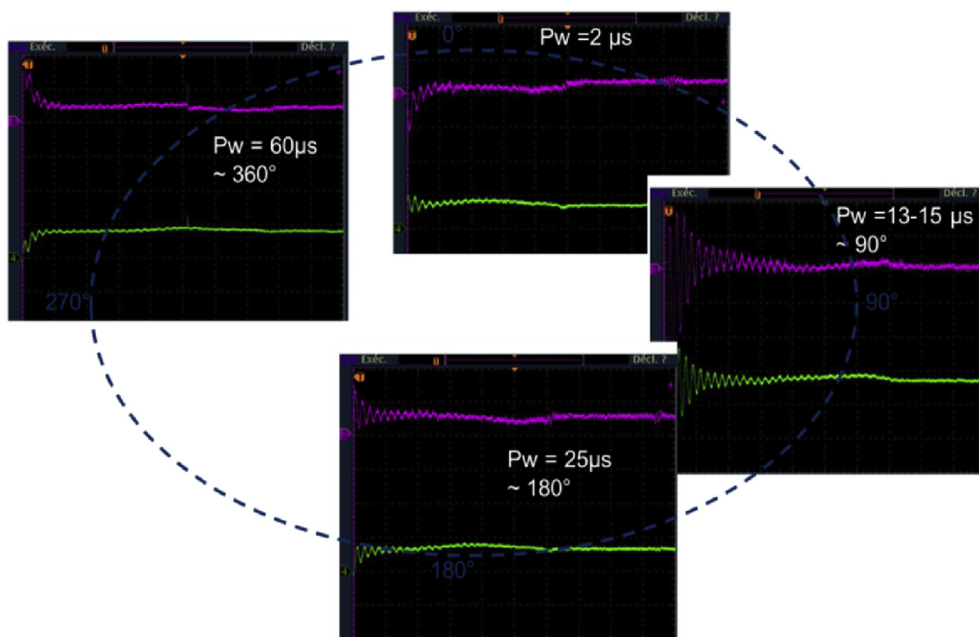 Exéc.
Décl. ?
Pw = 60µs
~ 360°
270°
0°
Pw =2 µs
Exéc.
Décl. ?
Pw =13-15 µs
~ 90°
90°
Exéc.
Décl. ?
Pw = 25µs
~ 180°
180°